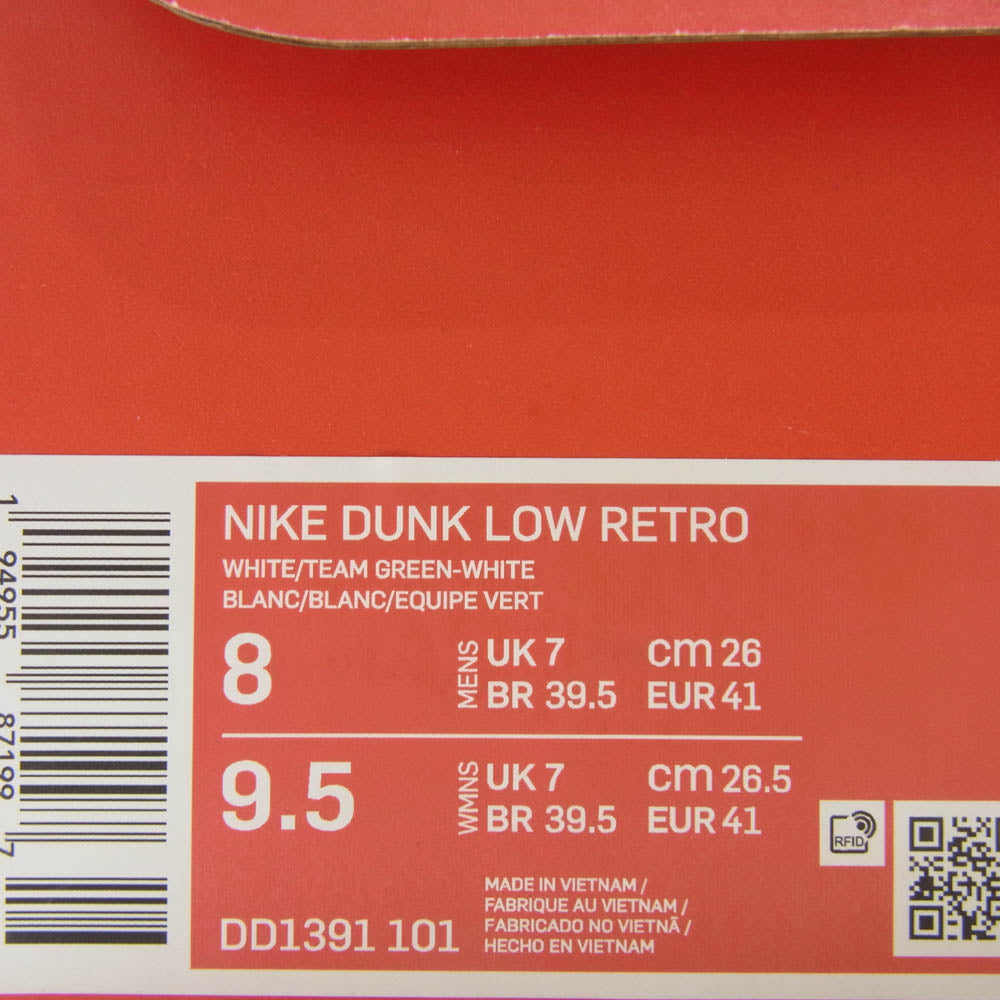 NIKE DUNK LOW RETRO
WHITE/TEAM GREEN-WHITE
BLANC/BLANC/EQUIPE VERT
8 MENS UK 7 cm 26
BR 39.5 EUR 41
9.5 WMNS UK 7 cm 26.5
BR 39.5 EUR 41
RFID
DD1391 101
MADE IN VIETNAM /
FABRIQUE AU VIETNAM /
FABRICADO NO VIETNÃ /
HECHO EN VIETNAM
1 94955 87199 7